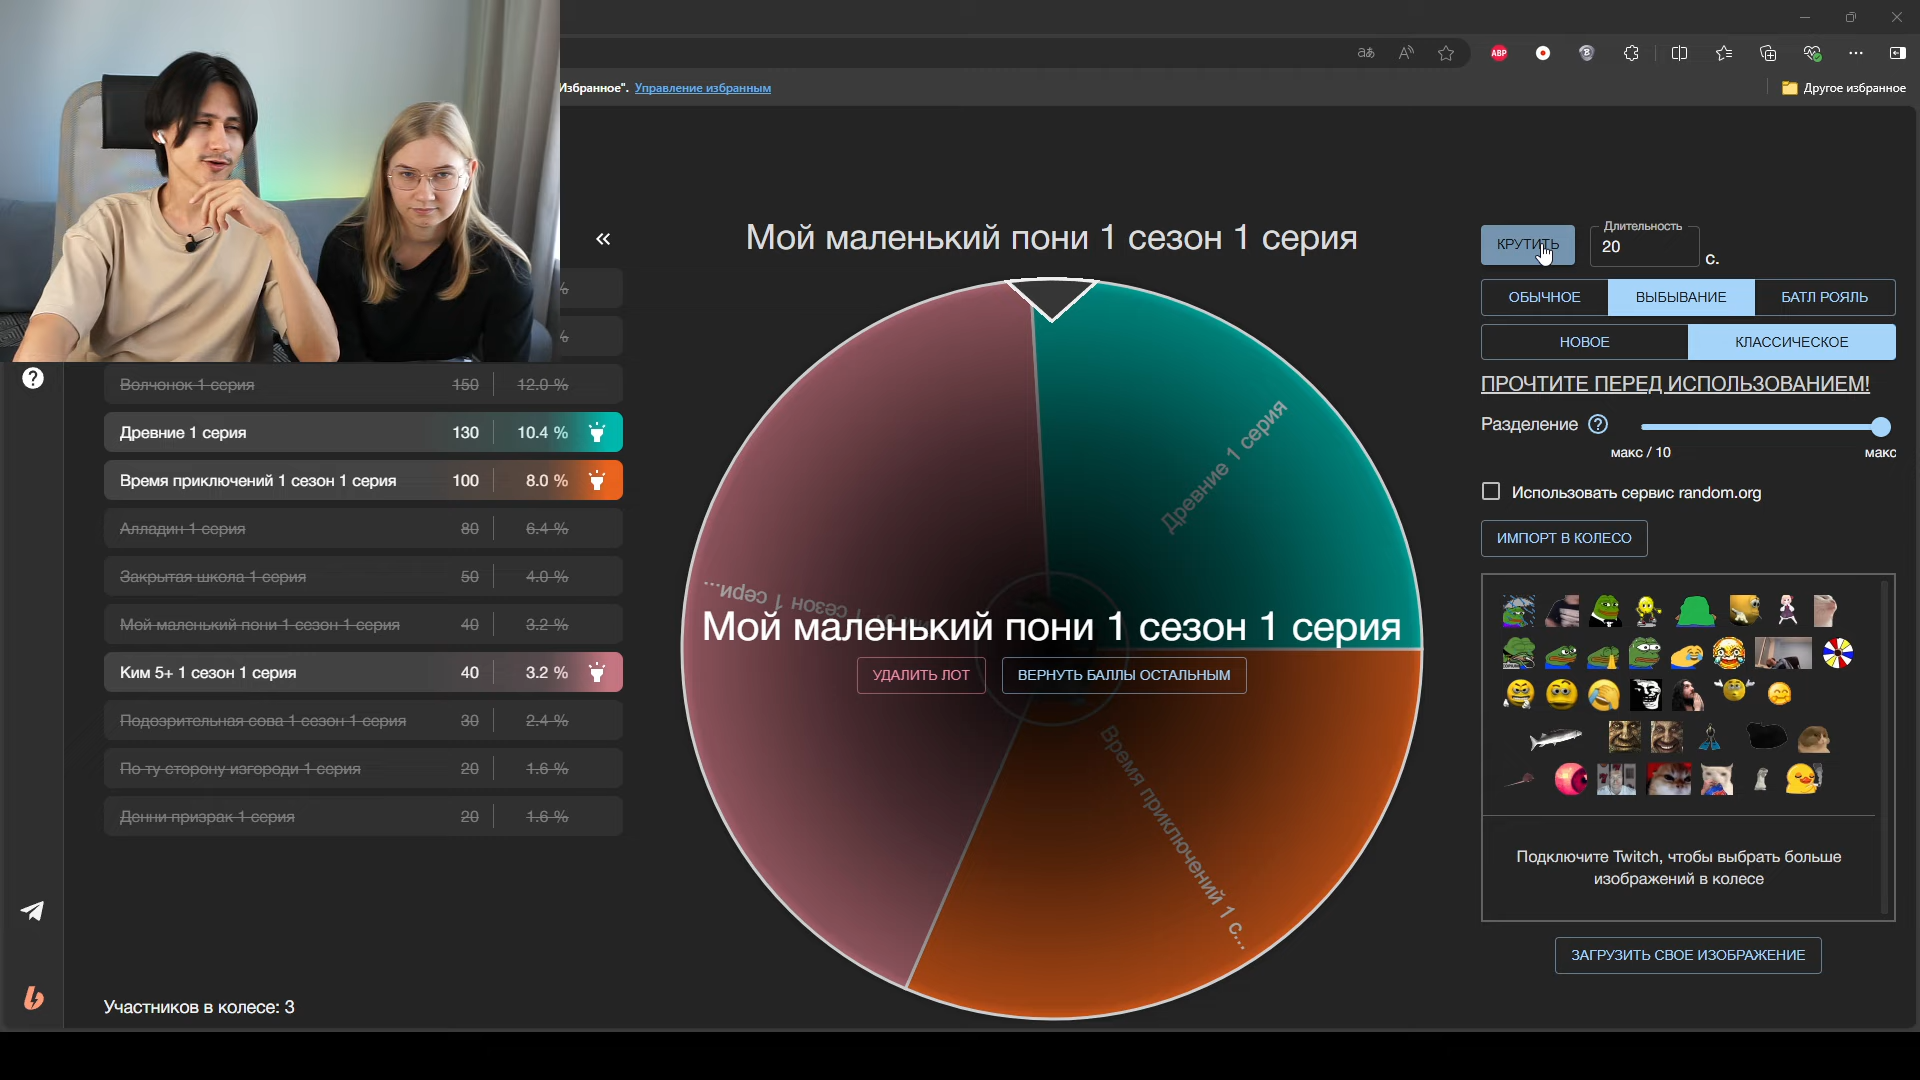 Избранное". Управление избранным
Другое избранное
ABP
Мой маленький пони 1 сезон 1 серия
КРУТИТЬ
Длительность
20
с.
ОБЫЧНОЕ
ВЫБЫВАНИЕ
БАТЛ РОЯЛЬ
НОВОЕ
КЛАССИЧЕСКОЕ
ПРОЧТИТЕ ПЕРЕД ИСПОЛЬЗОВАНИЕМ!
Разделение
макс / 10
макс
Использовать сервис random.org
ИМПОРТ В КОЛЕСО
Подключите Twitch, чтобы выбрать больше
изображений в колесе
ЗАГРУЗИТЬ СВОЕ ИЗОБРАЖЕНИЕ
%
%
Волчонок 1 серия 150 12.0 %
Древние 1 серия 130 10.4 %
Время приключений 1 сезон 1 серия 100 8.0 %
Алладин 1 серия 80 6.4 %
Закрытая школа 1 серия 50 4.0 %
Мой маленький пони 1 сезон 1 серия 40 3.2 %
Ким 5+ 1 сезон 1 серия 40 3.2 %
Подозрительная сова 1 сезон 1 серия 30 2.4 %
По ту сторону изгороди 1 серия 20 1.6 %
Денни призрак 1 серия 20 1.6 %
Участников в колесе: 3
Древние 1 серия
Время приключений 1 с...
сезон 1 сери...
Мой маленький пони 1 сезон 1 серия
УДАЛИТЬ ЛОТ
ВЕРНУТЬ БАЛЛЫ ОСТАЛЬНЫМ